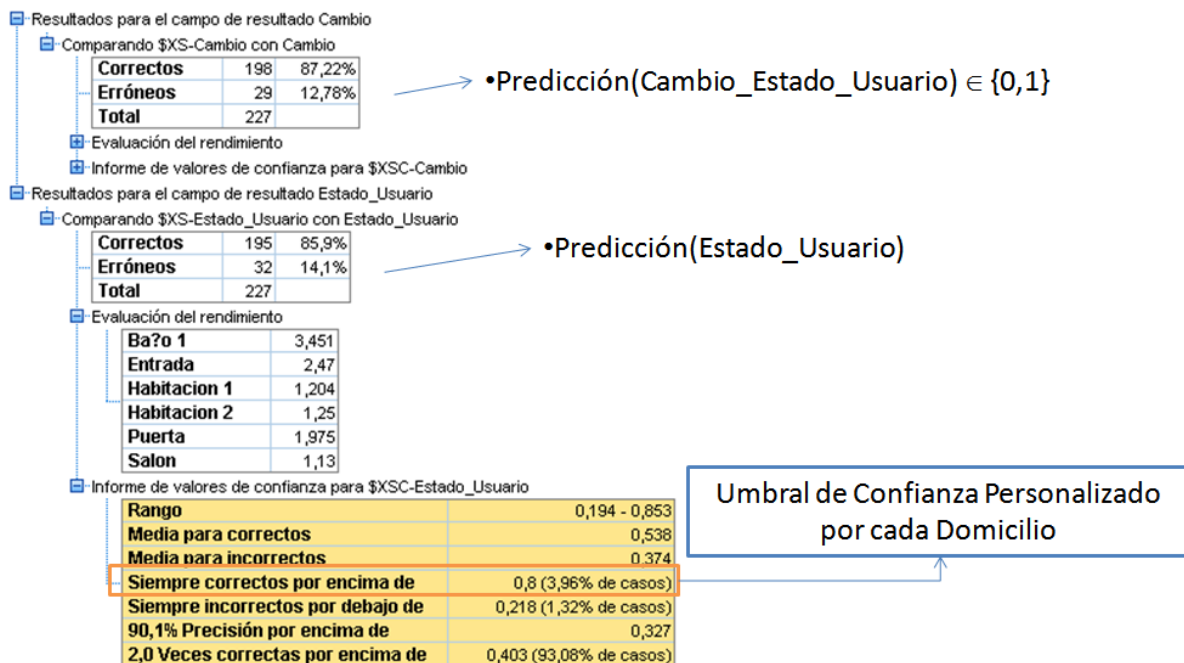 Resultados para el campo de resultado Cambio
Comparando $XS-Cambio con Cambio
Correctos 198 87,22%
Erróneos 29 12,78%
Total 227
•Predicción(Cambio_Estado_Usuario) ∈ {0,1}
Evaluación del rendimiento
Informe de valores de confianza para $XSC-Cambio
Resultados para el campo de resultado Estado_Usuario
Comparando $XS-Estado_Usuario con Estado_Usuario
Correctos 195 85,9%
Erróneos 32 14,1%
Total 227
•Predicción(Estado_Usuario)
Evaluación del rendimiento
Ba?o 1 3,451
Entrada 2,47
Habitacion 1 1,204
Habitacion 2 1,25
Puerta 1,975
Salon 1,13
Informe de valores de confianza para $XSC-Estado_Usuario
Rango 0,194 - 0,853
Media para correctos 0,538
Media para incorrectos 0,374
Siempre correctos por encima de 0,8 (3,96% de casos)
Siempre incorrectos por debajo de 0,218 (1,32% de casos)
90,1% Precisión por encima de 0,327
2,0 Veces correctas por encima de 0,403 (93,08% de casos)
Umbral de Confianza Personalizado
por cada Domicilio